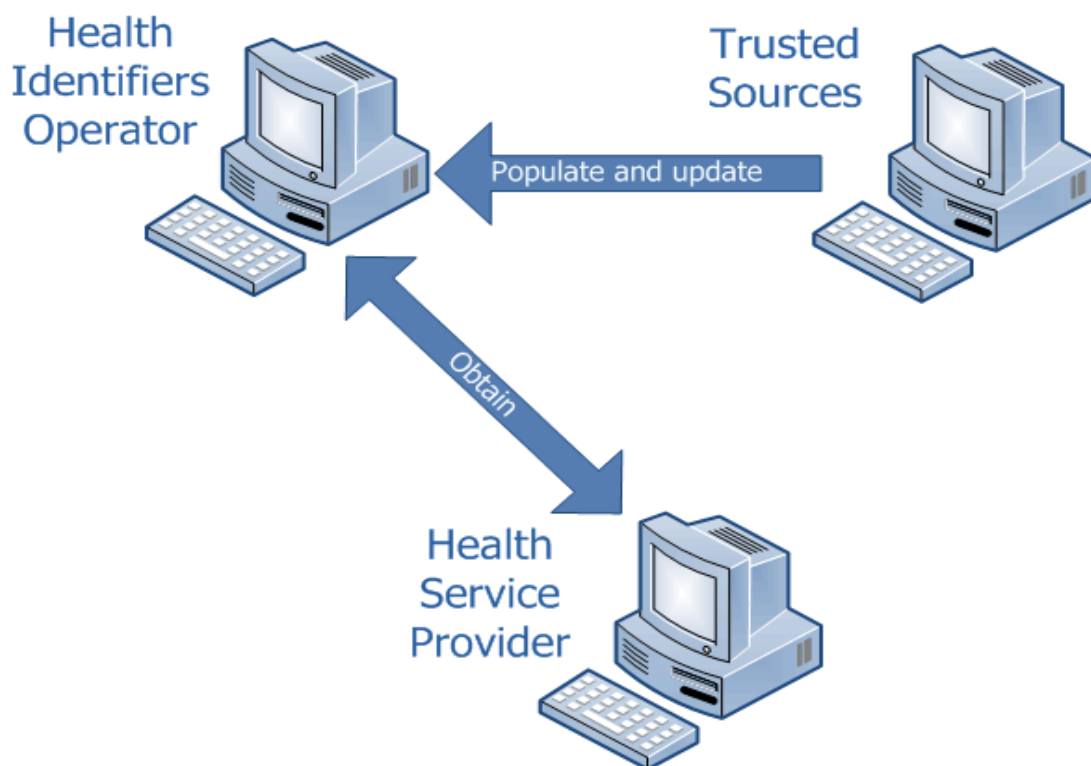 Health
Identifiers
Operator
Trusted
Sources
Populate and update
Obtain
Health
Service
Provider